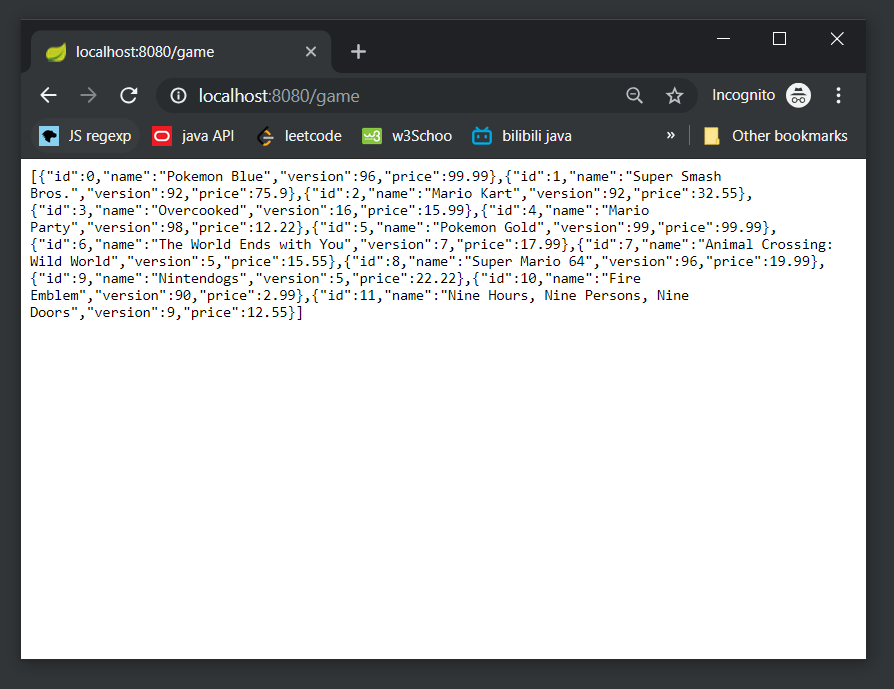 localhost:8080/game
localhost:8080/game
Incognito
JS regexp
java API
leetcode
w3
w3Schoo
bilibili java
»
Other bookmarks
[{"id":0,"name":"Pokemon Blue","version":96,"price":99.99},{"id":1,"name":"Super Smash
Bros.","version":92,"price":75.9},{"id":2,"name":"Mario Kart","version":92,"price":32.55},
{"id":3,"name":"Overcooked","version":16,"price":15.99},{"id":4,"name":"Mario
Party","version":98,"price":12.22},{"id":5,"name":"Pokemon Gold","version":99,"price":99.99},
{"id":6,"name":"The World Ends with You","version":7,"price":17.99},{"id":7,"name":"Animal Crossing:
Wild World","version":5,"price":15.55},{"id":8,"name":"Super Mario 64","version":96,"price":19.99},
{"id":9,"name":"Nintendogs","version":5,"price":22.22},{"id":10,"name":"Fire
Emblem","version":90,"price":2.99},{"id":11,"name":"Nine Hours, Nine Persons, Nine
Doors","version":9,"price":12.55}]